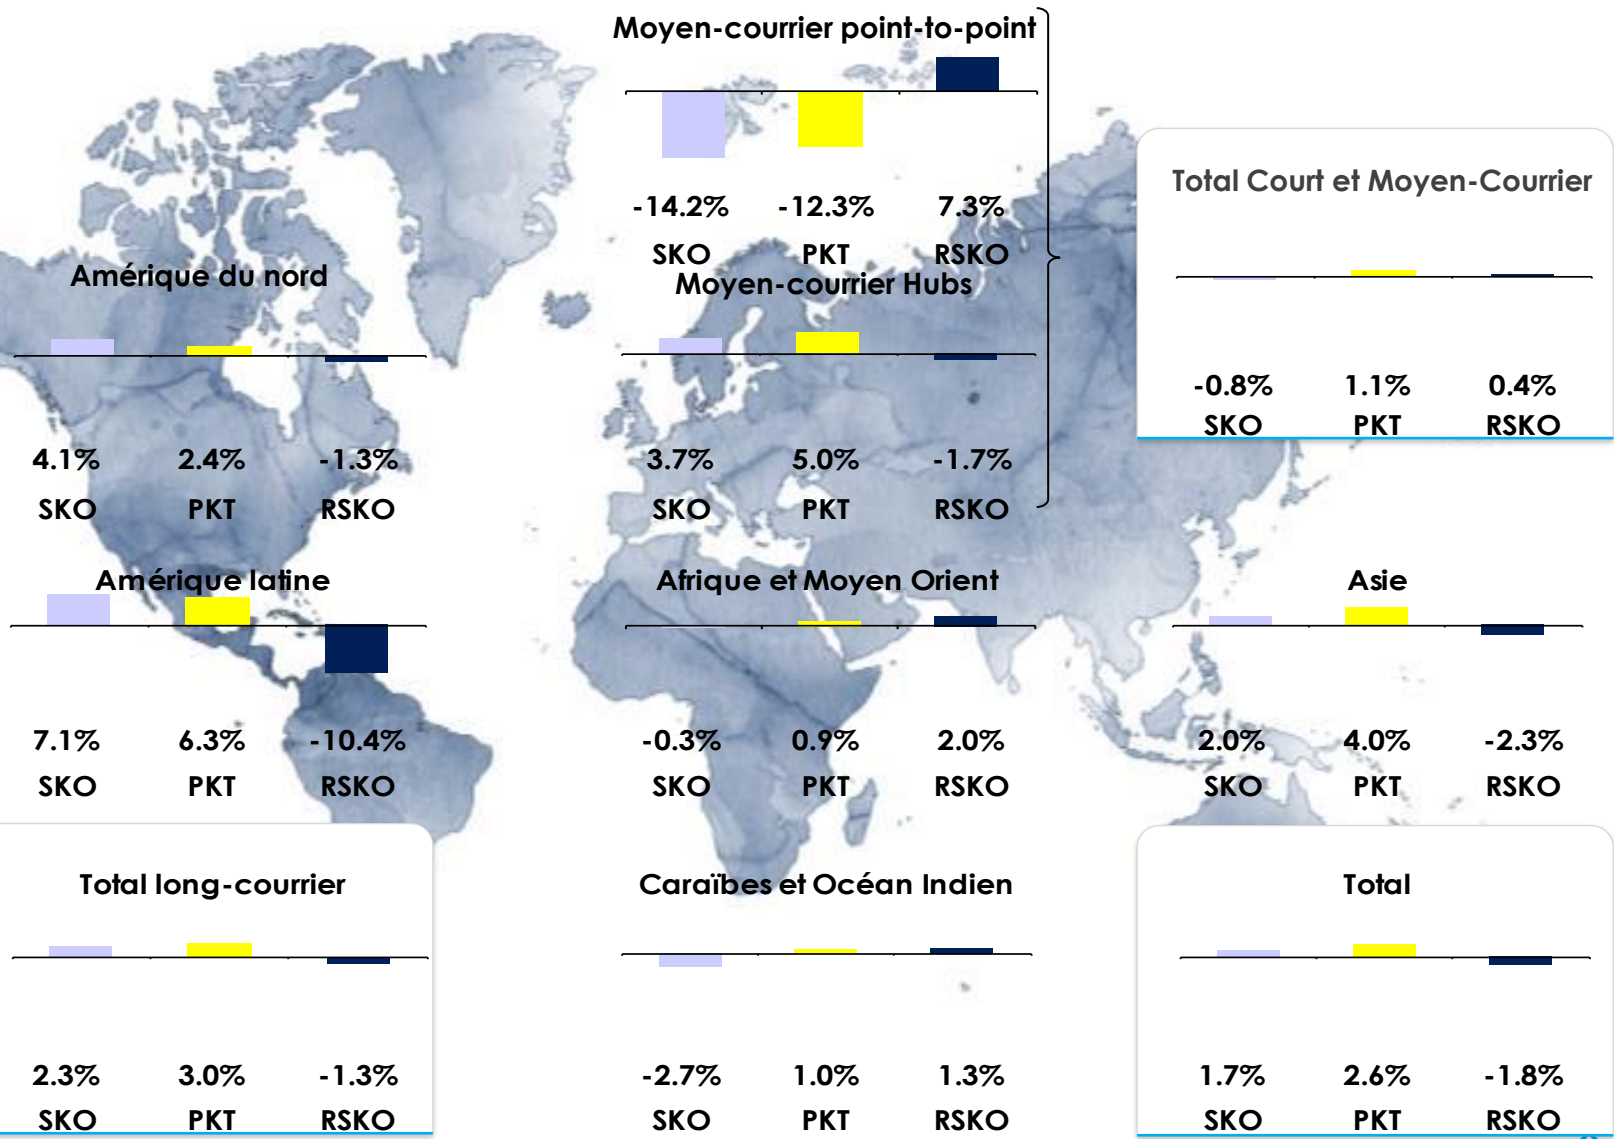 Moyen-courrier point-to-point
-14.2% -12.3% 7.3%
SKO PKT RSKO
Total Court et Moyen-Courrier
-0.8% 1.1% 0.4%
SKO PKT RSKO
Amérique du nord
4.1% 2.4% -1.3%
SKO PKT RSKO
Moyen-courrier Hubs
3.7% 5.0% -1.7%
SKO PKT RSKO
Amérique latine
7.1% 6.3% -10.4%
SKO PKT RSKO
Afrique et Moyen Orient
-0.3% 0.9% 2.0%
SKO PKT RSKO
Asie
2.0% 4.0% -2.3%
SKO PKT RSKO
Total long-courrier
2.3% 3.0% -1.3%
SKO PKT RSKO
Caraïbes et Océan Indien
-2.7% 1.0% 1.3%
SKO PKT RSKO
Total
1.7% 2.6% -1.8%
SKO PKT RSKO